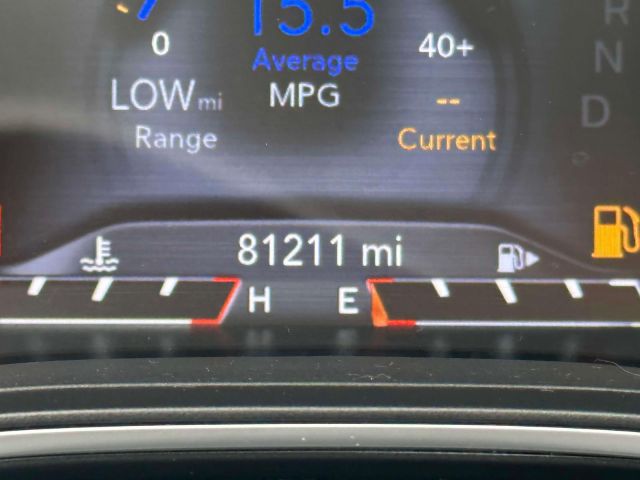 15.5
0
Average
40+
LOW mi
MPG
--
Range
Current
R
N
D
81211 mi
H
E